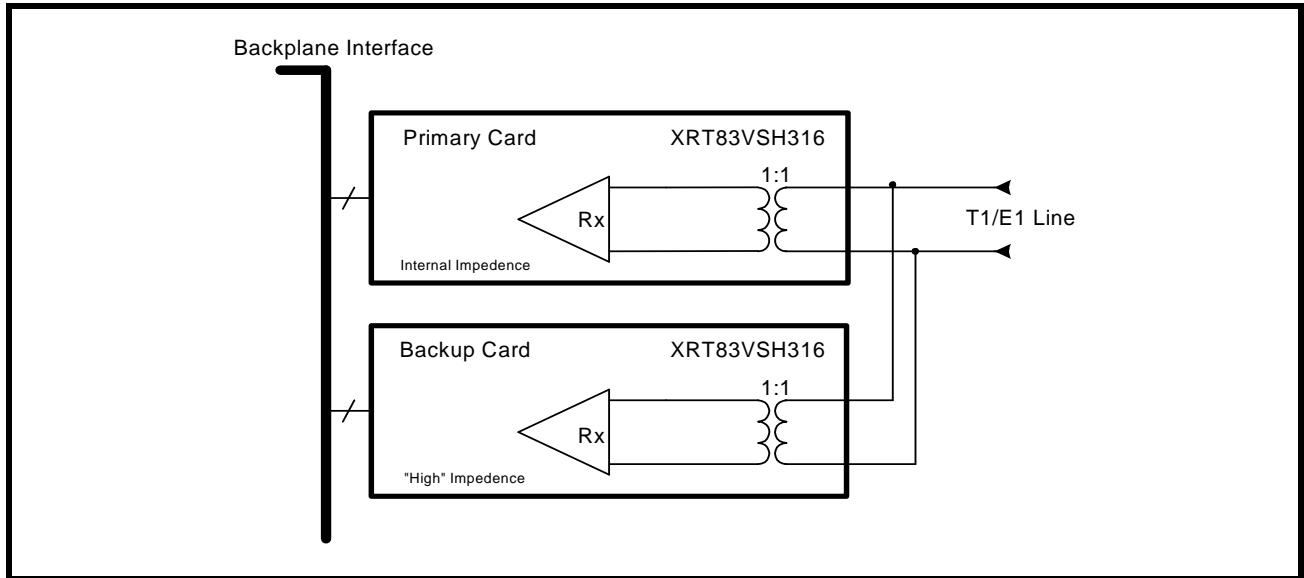 Backplane Interface
Primary Card XRT83VSH316
1:1
Rx
T1/E1 Line
Internal Impedence
Backup Card XRT83VSH316
1:1
Rx
"High" Impedence